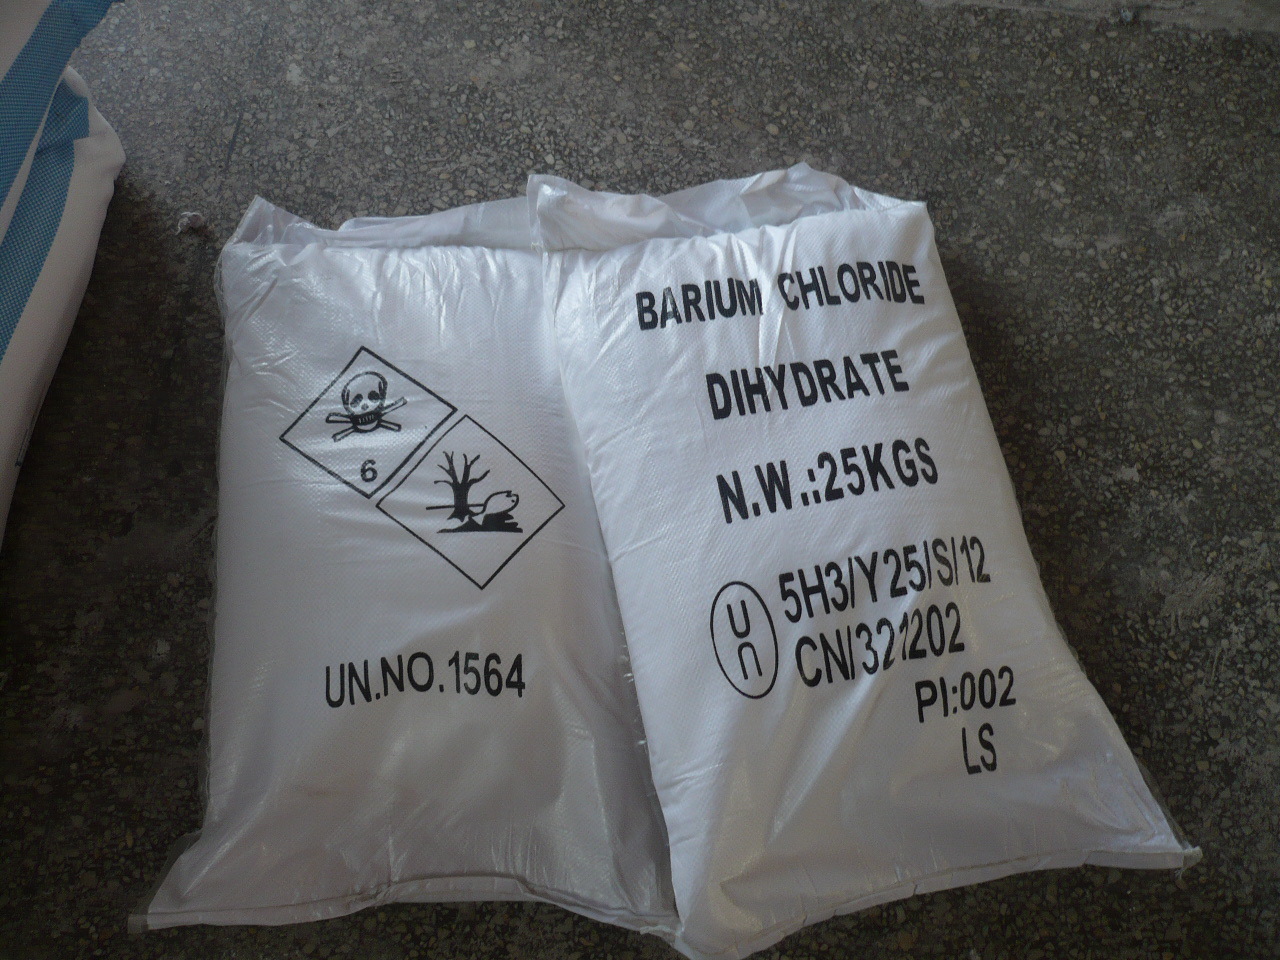 6
UN.NO.1564
BARIUM CHLORIDE
DIHYDRATE
N.W.:25KGS
un
5H3/Y25/S/12
CN/321202
PI:002
LS